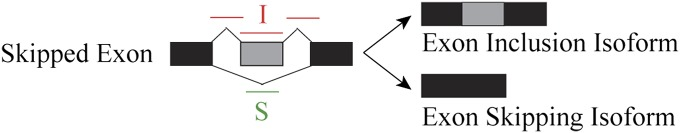 I
Skipped Exon
S
Exon Inclusion Isoform
Exon Skipping Isoform